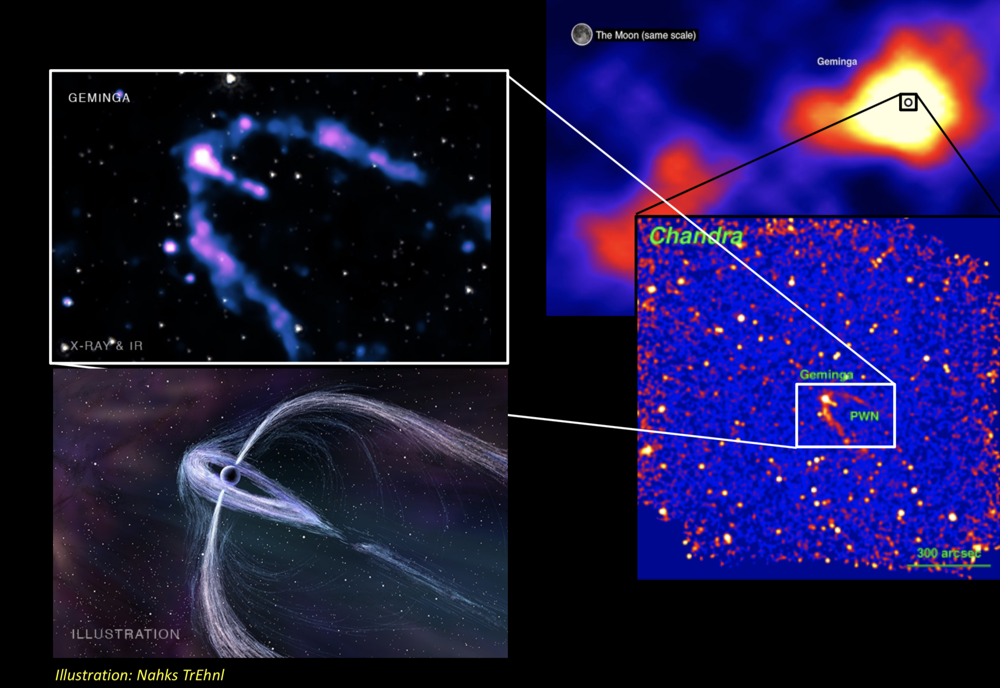 The Moon (same scale)
Geminga
GEMINGA
X-RAY & IR
Chandra
Geminga
PWN
300 arcsec
ILLUSTRATION
Illustration: Nahks TrEhnl